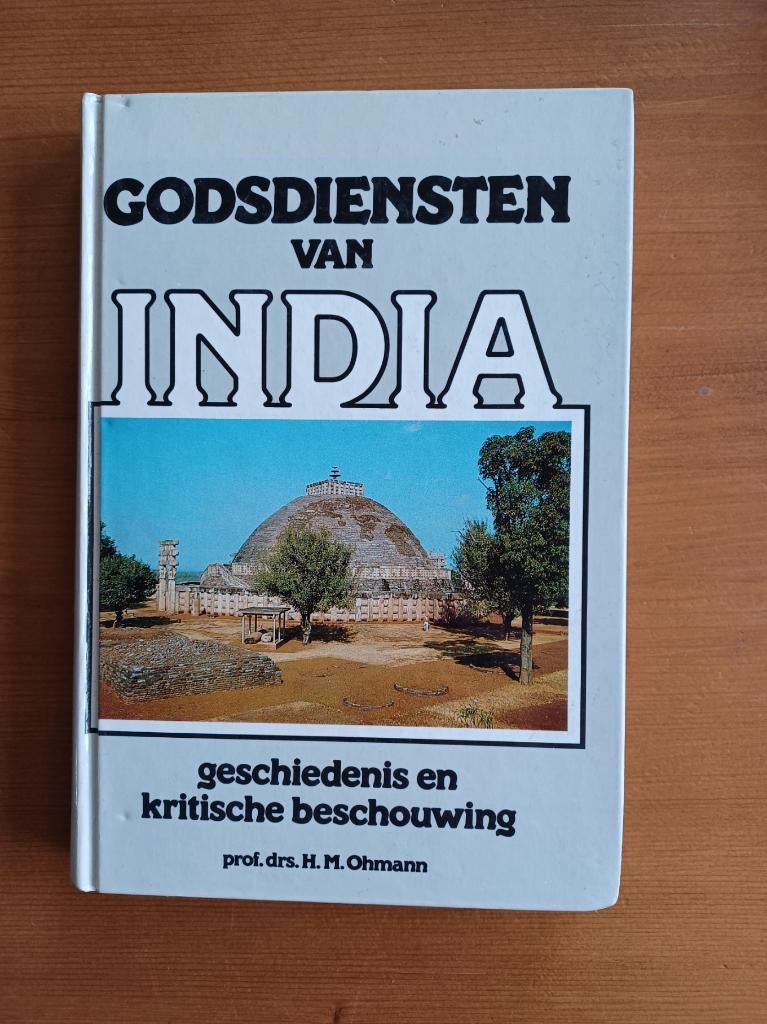 GODSDIENSTEN
VAN
INDIA
geschiedenis en
kritische beschouwing
prof. drs. H. M. Ohmann